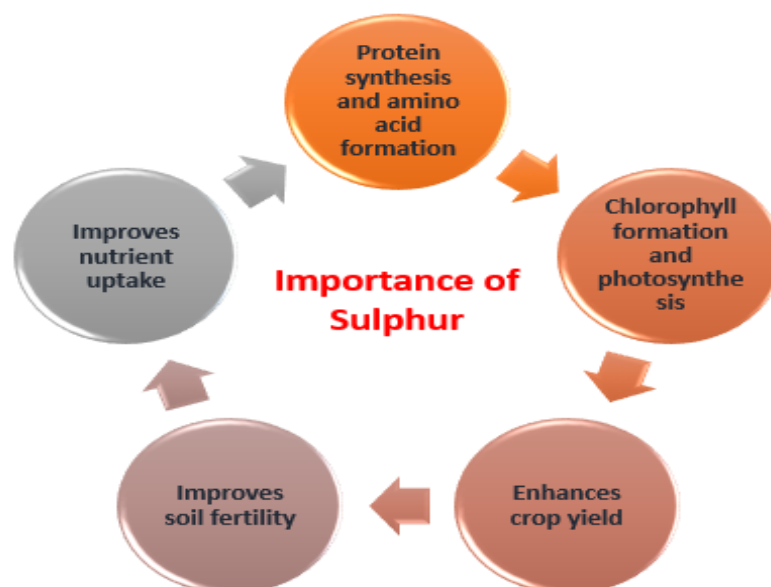 Protein
synthesis
and amino
acid
formation
Chlorophyll
formation
and
photosynthe
sis
Enhances
crop yield
Improves
soil fertility
Improves
nutrient
uptake
Importance of
Sulphur